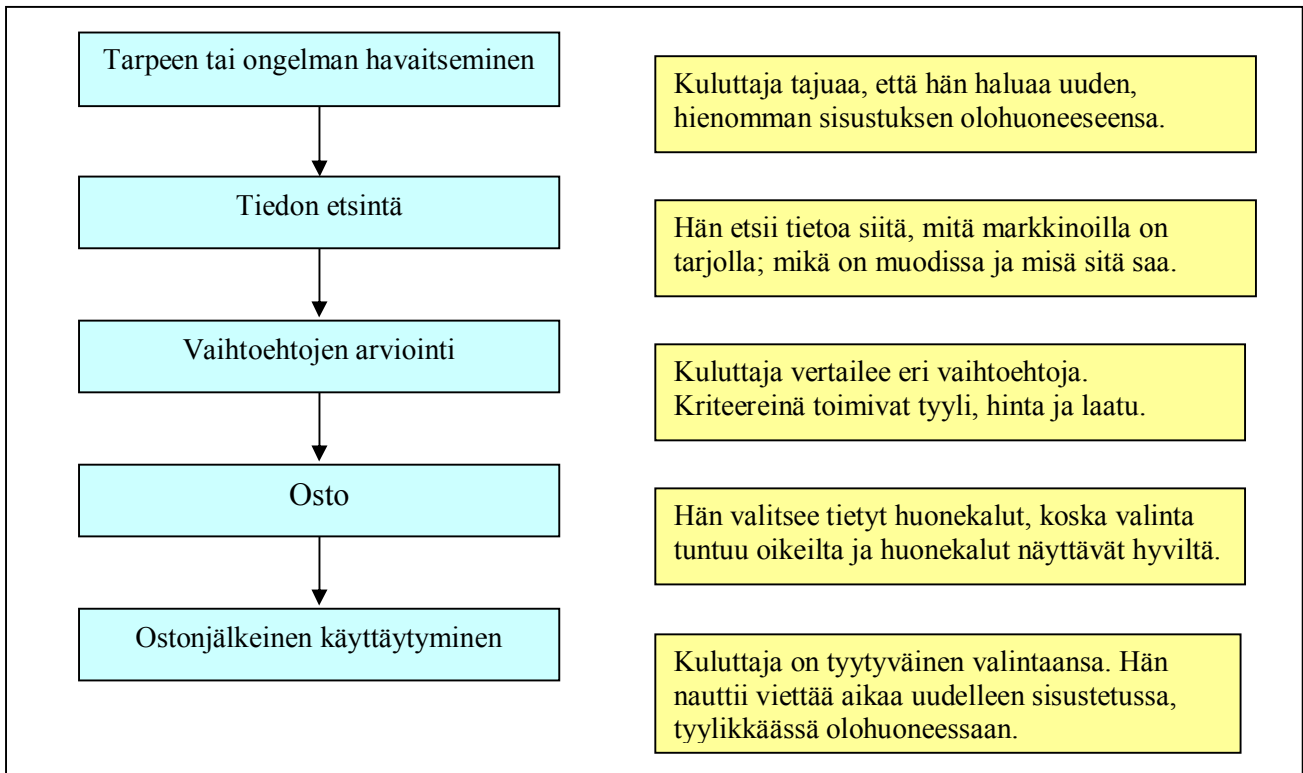 Tarpeen tai ongelman havaitseminen
Kuluttaja tajuaa, että hän haluaa uuden,
hienomman sisustuksen olohuoneeseensa.
Tiedon etsintä
Hän etsii tietoa siitä, mitä markkinoilla on
tarjolla; mikä on muodissa ja misä sitä saa.
Vaihtoehtojen arviointi
Kuluttaja vertailee eri vaihtoehtoja.
Kriteereinä toimivat tyyli, hinta ja laatu.
Osto
Hän valitsee tietyt huonekalut, koska valinta
tuntuu oikeilta ja huonekalut näyttävät hyviltä.
Ostonjälkeinen käyttäytyminen
Kuluttaja on tyytyväinen valintaansa. Hän
nauttii viettää aikaa uudelleen sisustetussa,
tyylikkäässä olohuoneessaan.